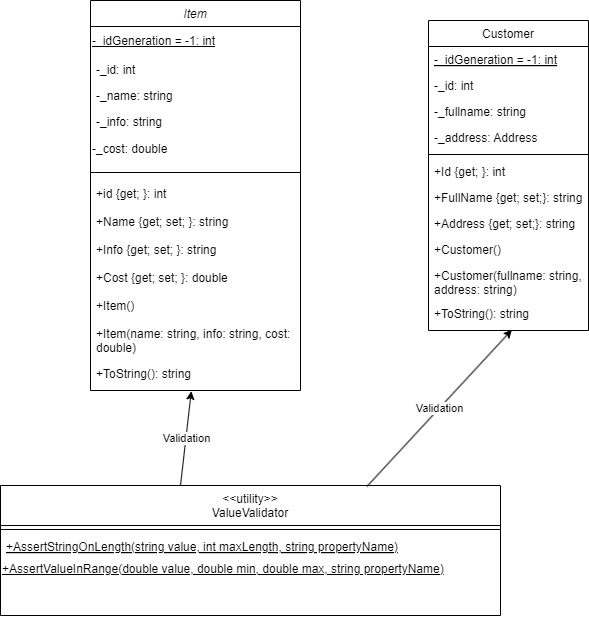 Item
-_idGeneration = -1: int
-_id: int
-_name: string
-_info: string
-_cost: double
+id {get; }: int
+Name {get; set; }: string
+Info {get; set; }: string
+Cost {get; set; }: double
+Item()
+Item(name: string, info: string, cost:
double)
+ToString(): string
Customer
-_idGeneration = -1: int
-_id: int
-_fullname: string
-_address: Address
+Id {get; }: int
+FullName {get; set;}: string
+Address {get; set;}: string
+Customer()
+Customer(fullname: string,
address: string)
+ToString(): string
Validation
Validation
<<utility>>
ValueValidator
+AssertStringOnLength(string value, int maxLength, string propertyName)
+AssertValueInRange(double value, double min, double max, string propertyName)